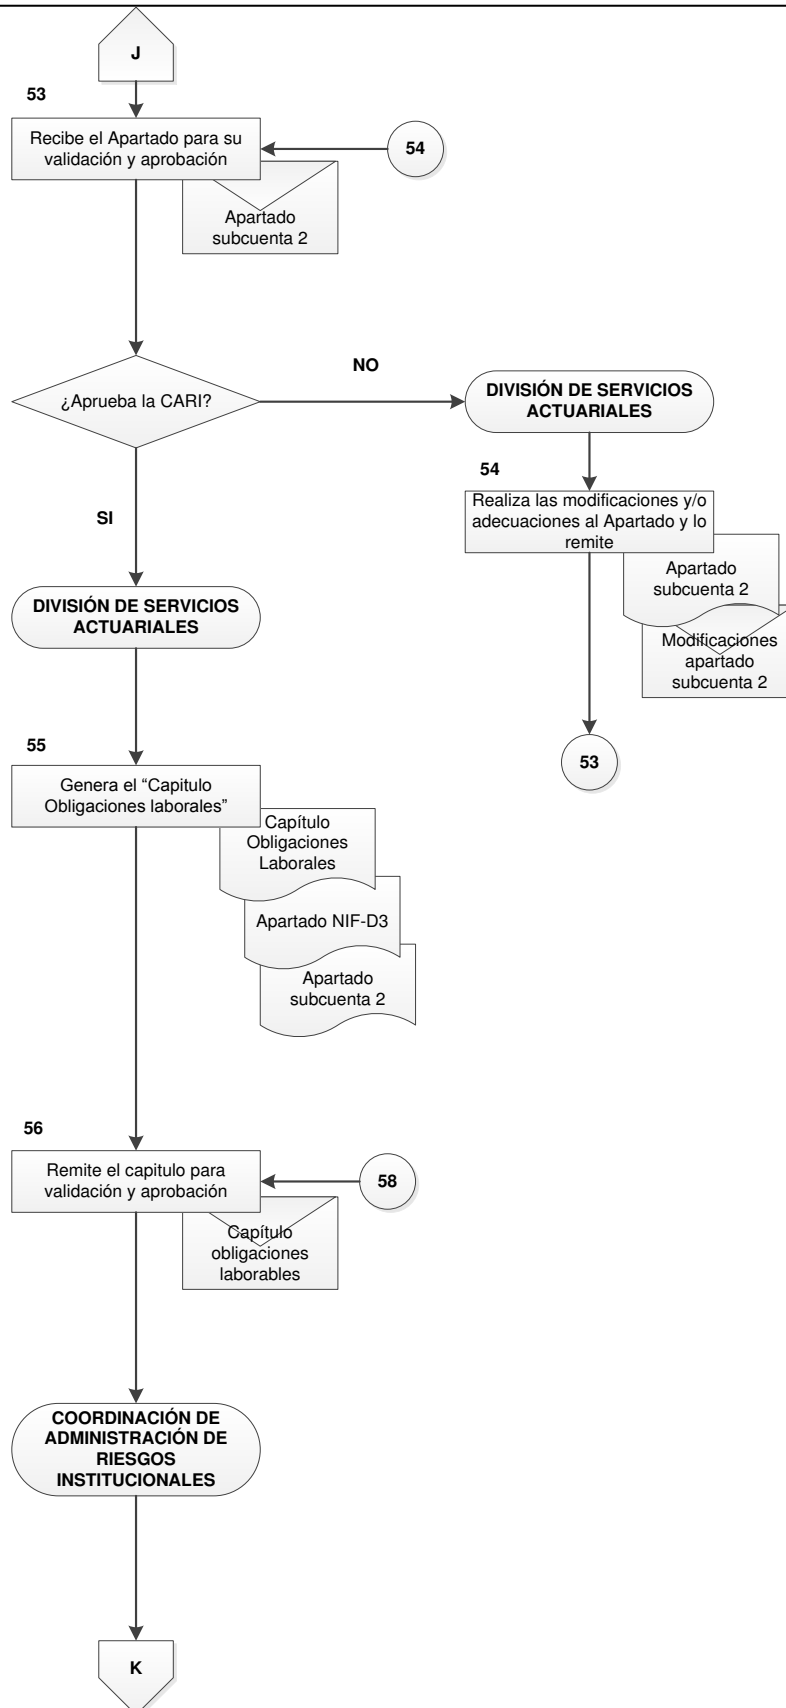 J
53
Recibe el Apartado para su
validación y aprobación
54
Apartado
subcuenta 2
¿Aprueba la CARI?
NO
DIVISIÓN DE SERVICIOS
ACTUARIALES
54
Realiza las modificaciones y/o
adecuaciones al Apartado y lo
remite
Apartado
subcuenta 2
Modificaciones
apartado
subcuenta 2
53
SI
DIVISIÓN DE SERVICIOS
ACTUARIALES
55
Genera el “Capitulo
Obligaciones laborales”
Capítulo
Obligaciones
Laborales
Apartado NIF-D3
Apartado
subcuenta 2
56
Remite el capitulo para
validación y aprobación
58
Capítulo
obligaciones
laborables
COORDINACIÓN DE
ADMINISTRACIÓN DE
RIESGOS
INSTITUCIONALES
K